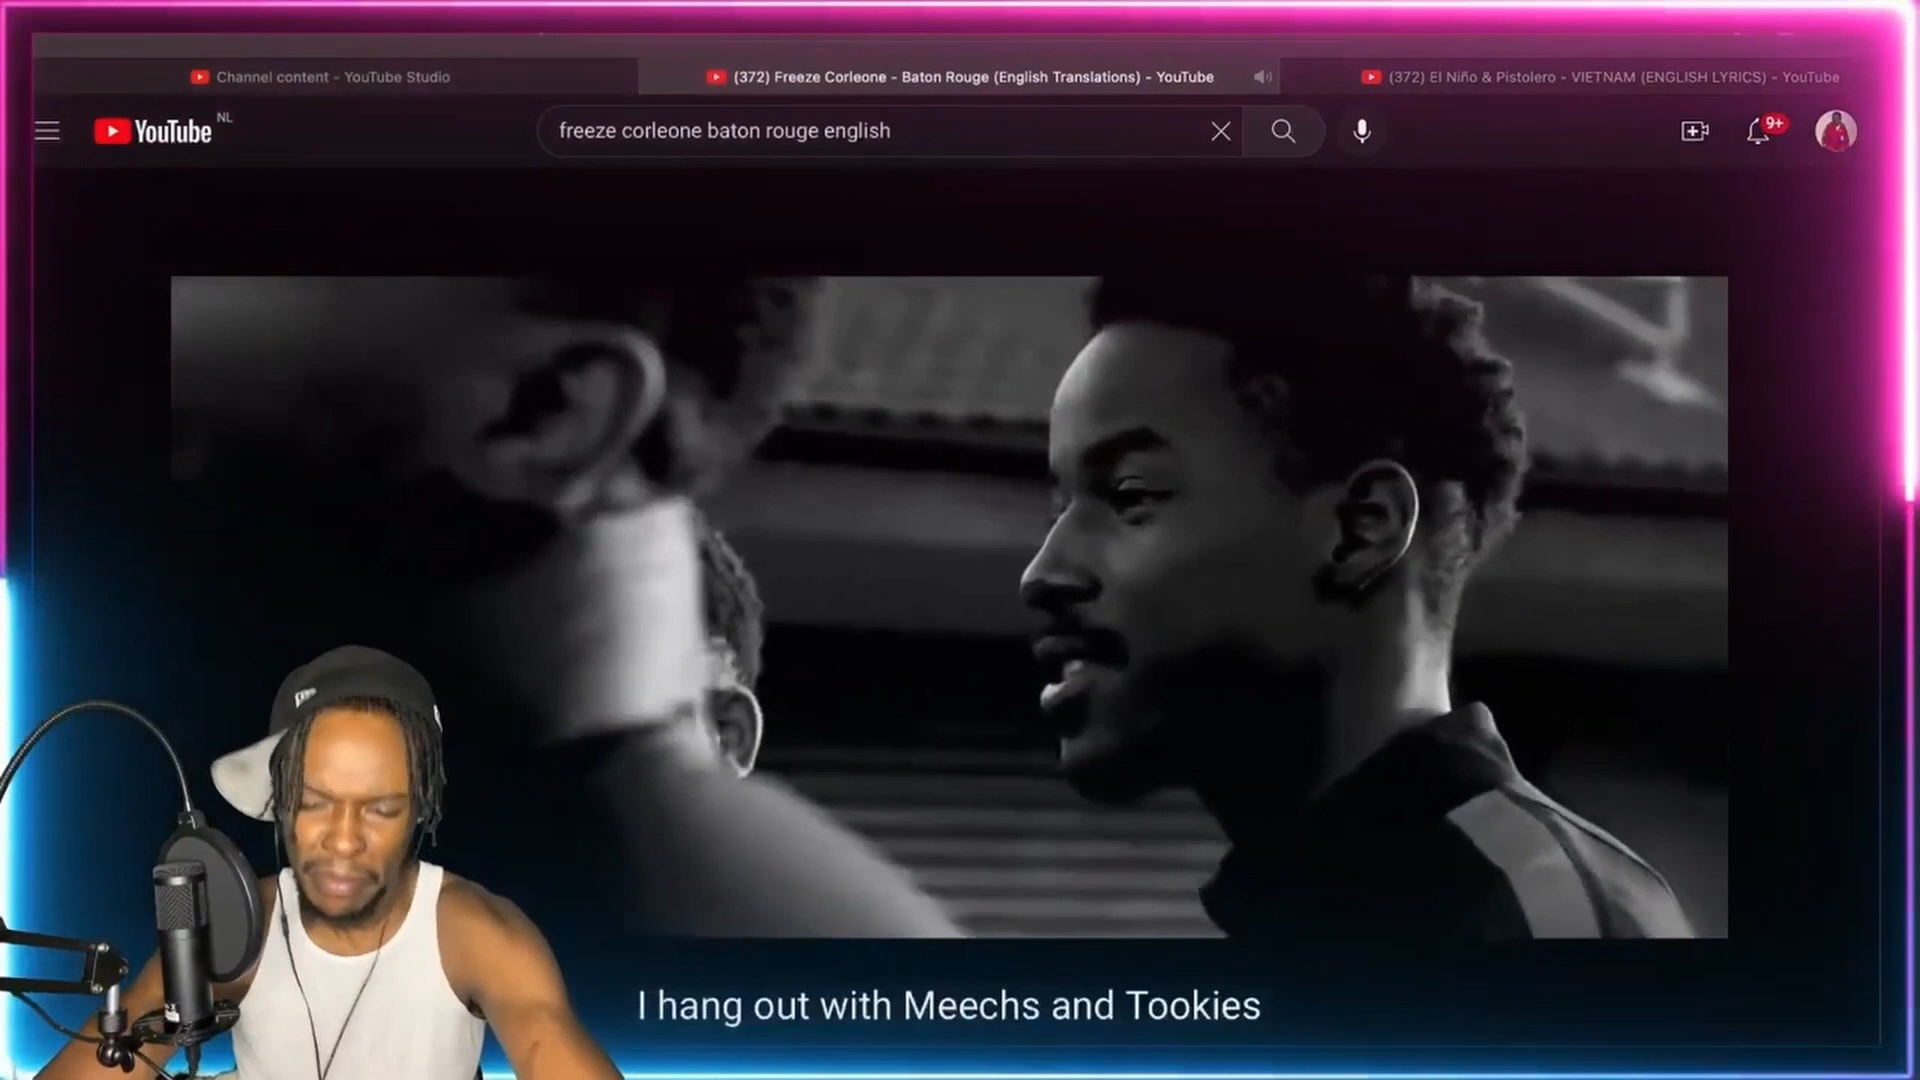 Channel content - YouTube Studio
(372) Freeze Corleone - Baton Rouge (English Translations) - YouTube
(372) El Niño & Pistolero - VIETNAM (ENGLISH LYRICS) - YouTube
YouTube NL
freeze corleone baton rouge english
9+
I hang out with Meechs and Tookies